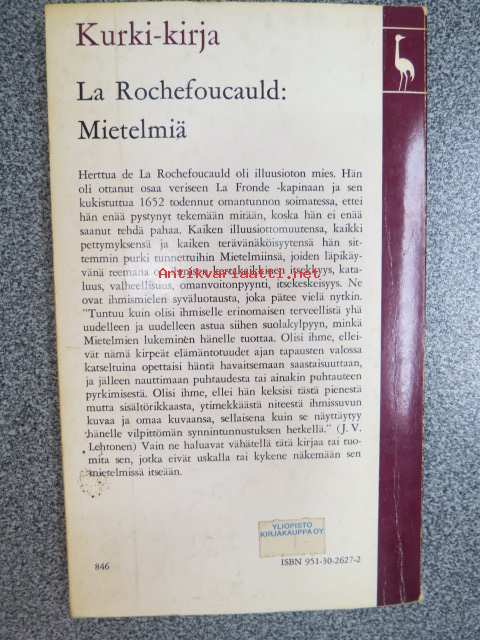 Kurki-kirja
La Rochefoucauld:
Mietelmiä
Herttua de La Rochefoucauld oli illuusioton mies. Hän
oli ottanut osaa veriseen La Fronde -kapinaan ja sen
kukistuttua 1652 todennut omantunnon soimatessa, ettei
hän enää pystynyt tekemään mitään, koska hän ei enää
saanut tehdä pahaa. Kaiken illuusiottomuutensa, kaikki
pettymyksensä ja kaiken terävänäköisyytensä hän sit-
temmin purki tunnettuihin Mietelmiinsä, joiden läpikäy-
vänä teemana on ihmisen itsekkyys, kata-
luus, valheellisuus, omanvoitonpyynti, itsekeskeisyys. Ne
ovat ihmismielen syväluotausta, joka pätee vielä nytkin.
"Tuntuu kuin olisi ihmiselle erinomaisen terveellistä yhä
uudelleen ja uudelleen astua siihen suolakylpyyn, minkä
Mietelmien lukeminen hänelle tuottaa. Olisi ihme, ellei-
vät nämä kirpeät elämäntotuudet ajan tapausten valossa
katseltuina opettaisi häntä havaitsemaan saastaisuuttaan,
ja jälleen nauttimaan puhtaudesta tai ainakin puhtauteen
pyrkimisestä. Olisi ihme, ellei hän keksisi tästä pienestä
mutta sisältörikkaasta, ytimekkäästi niteestä ihmissuvun
kuvaa ja omaa kuvaansa, sellaisena kuin se näyttäytyy
hänelle vilpittömän synnintunnustuksen hetkellä." (J. V.
Lehtonen) Vain ne haluavat vähätellä tätä kirjaa tai tuo-
mita sen, jotka eivät uskalla tai kykene näkemään sen
mietelmissä itseään.
Antikvariaatti.net
YLIOPISTO
KIRJAKAUPPA OY
846
ISBN 951-30-2627-2